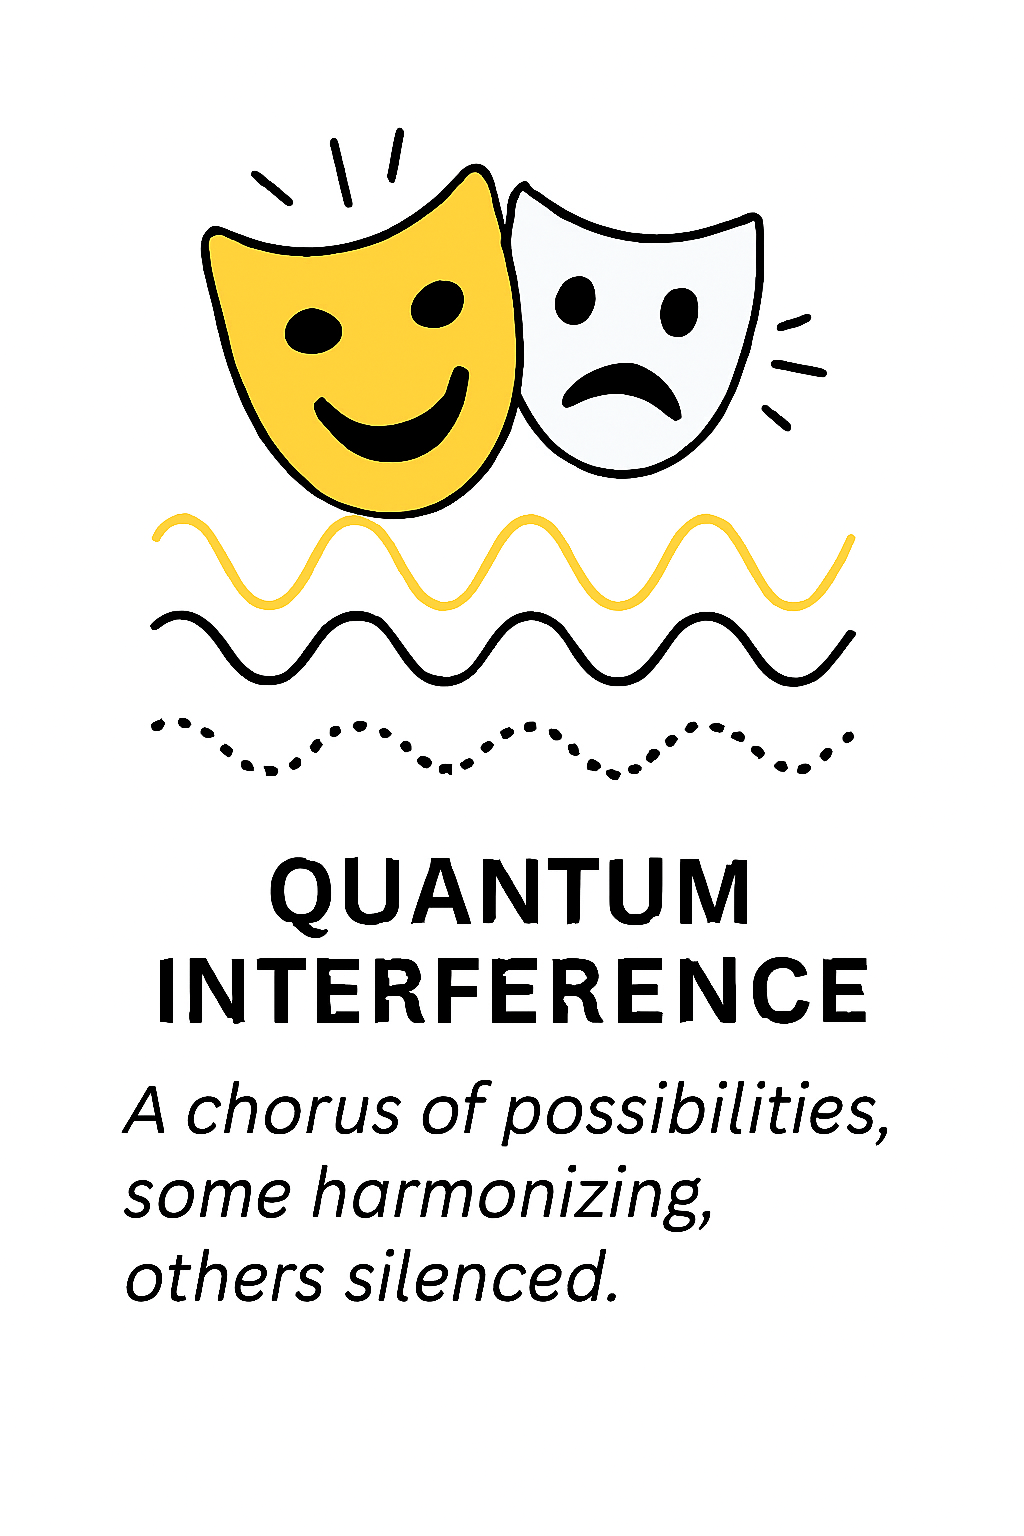 QUANTUM
INTERFERENCE
A chorus of possibilities,
some harmonizing,
others silenced.